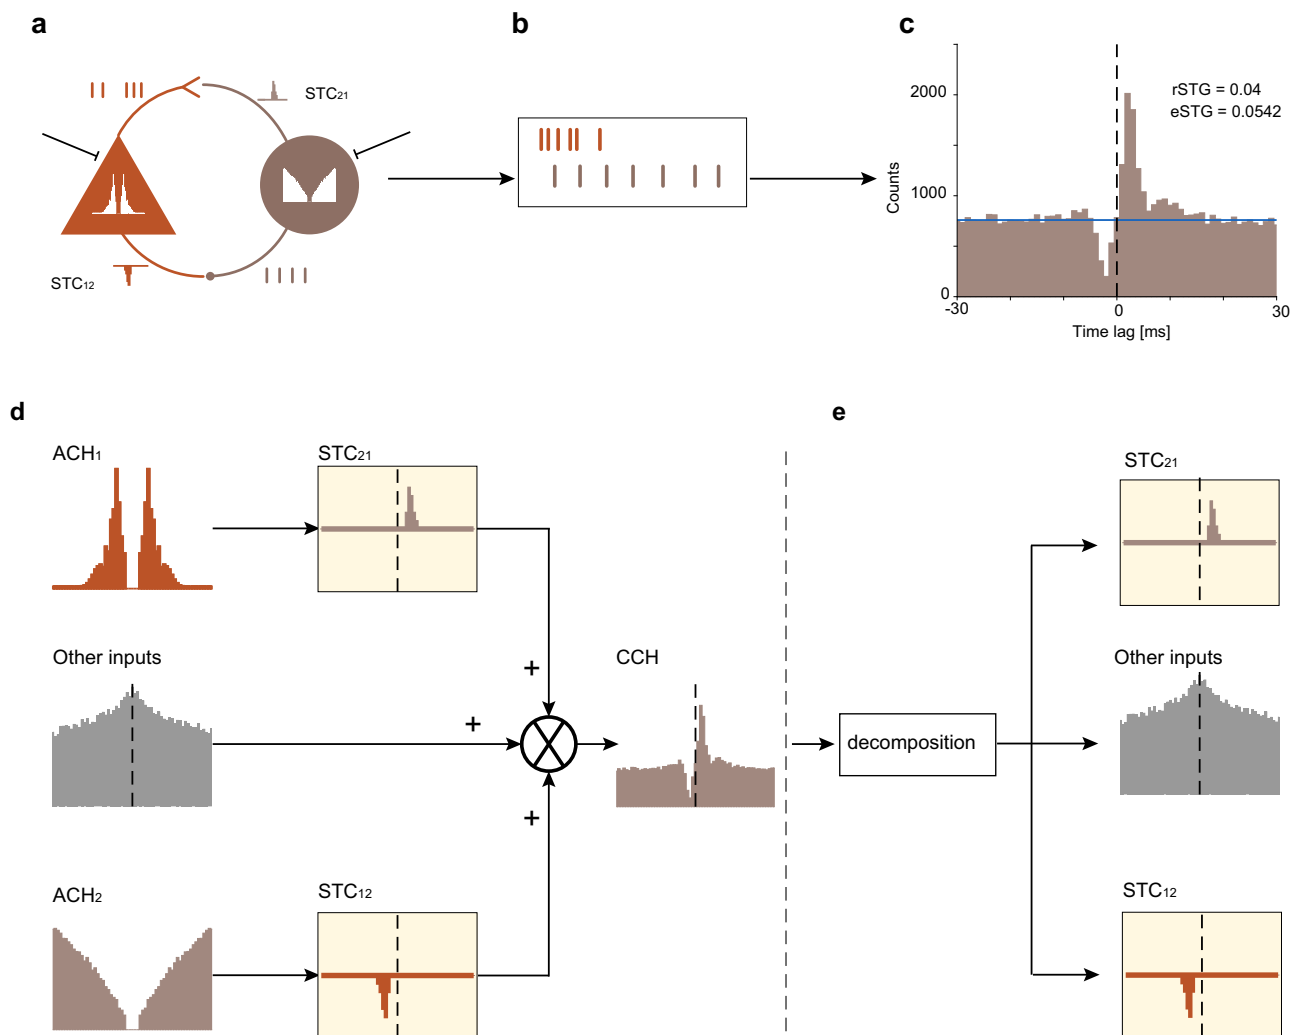 a
b
c
STC21
STC12
rSTG = 0.04
eSTG = 0.0542
Counts
2000
1000
0
-30
0
30
Time lag [ms]
d
e
ACH1
STC21
STC21
Other inputs
+
+
CCH
decomposition
Other inputs
+
ACH2
STC12
STC12